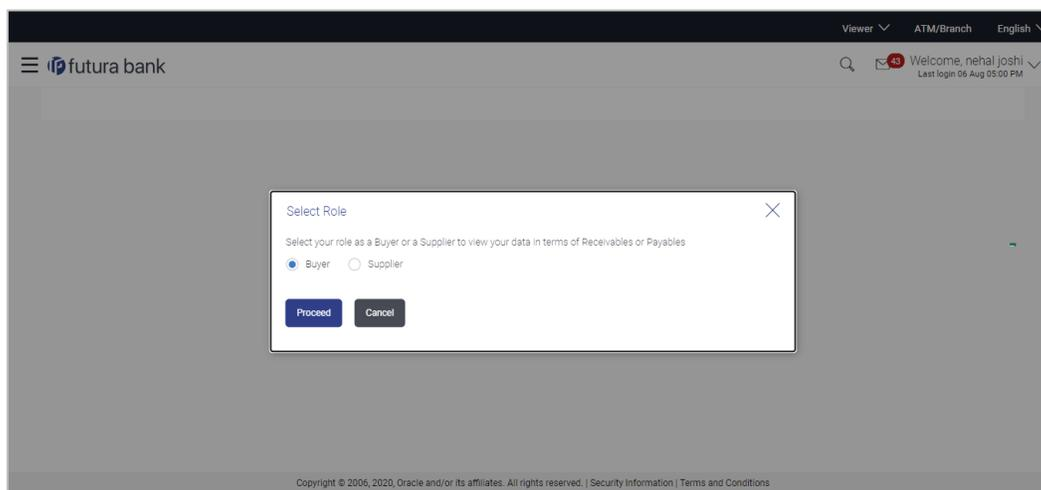 Viewer ATM/Branch English
futura bank 43 Welcome, nehal joshi
Last login 06 Aug 05:00 PM
Select Role
Select your role as a Buyer or a Supplier to view your data in terms of Receivables or Payables
Buyer Supplier
Proceed Cancel
Copyright © 2006, 2020, Oracle and/or its affiliates. All rights reserved. | Security Information | Terms and Conditions